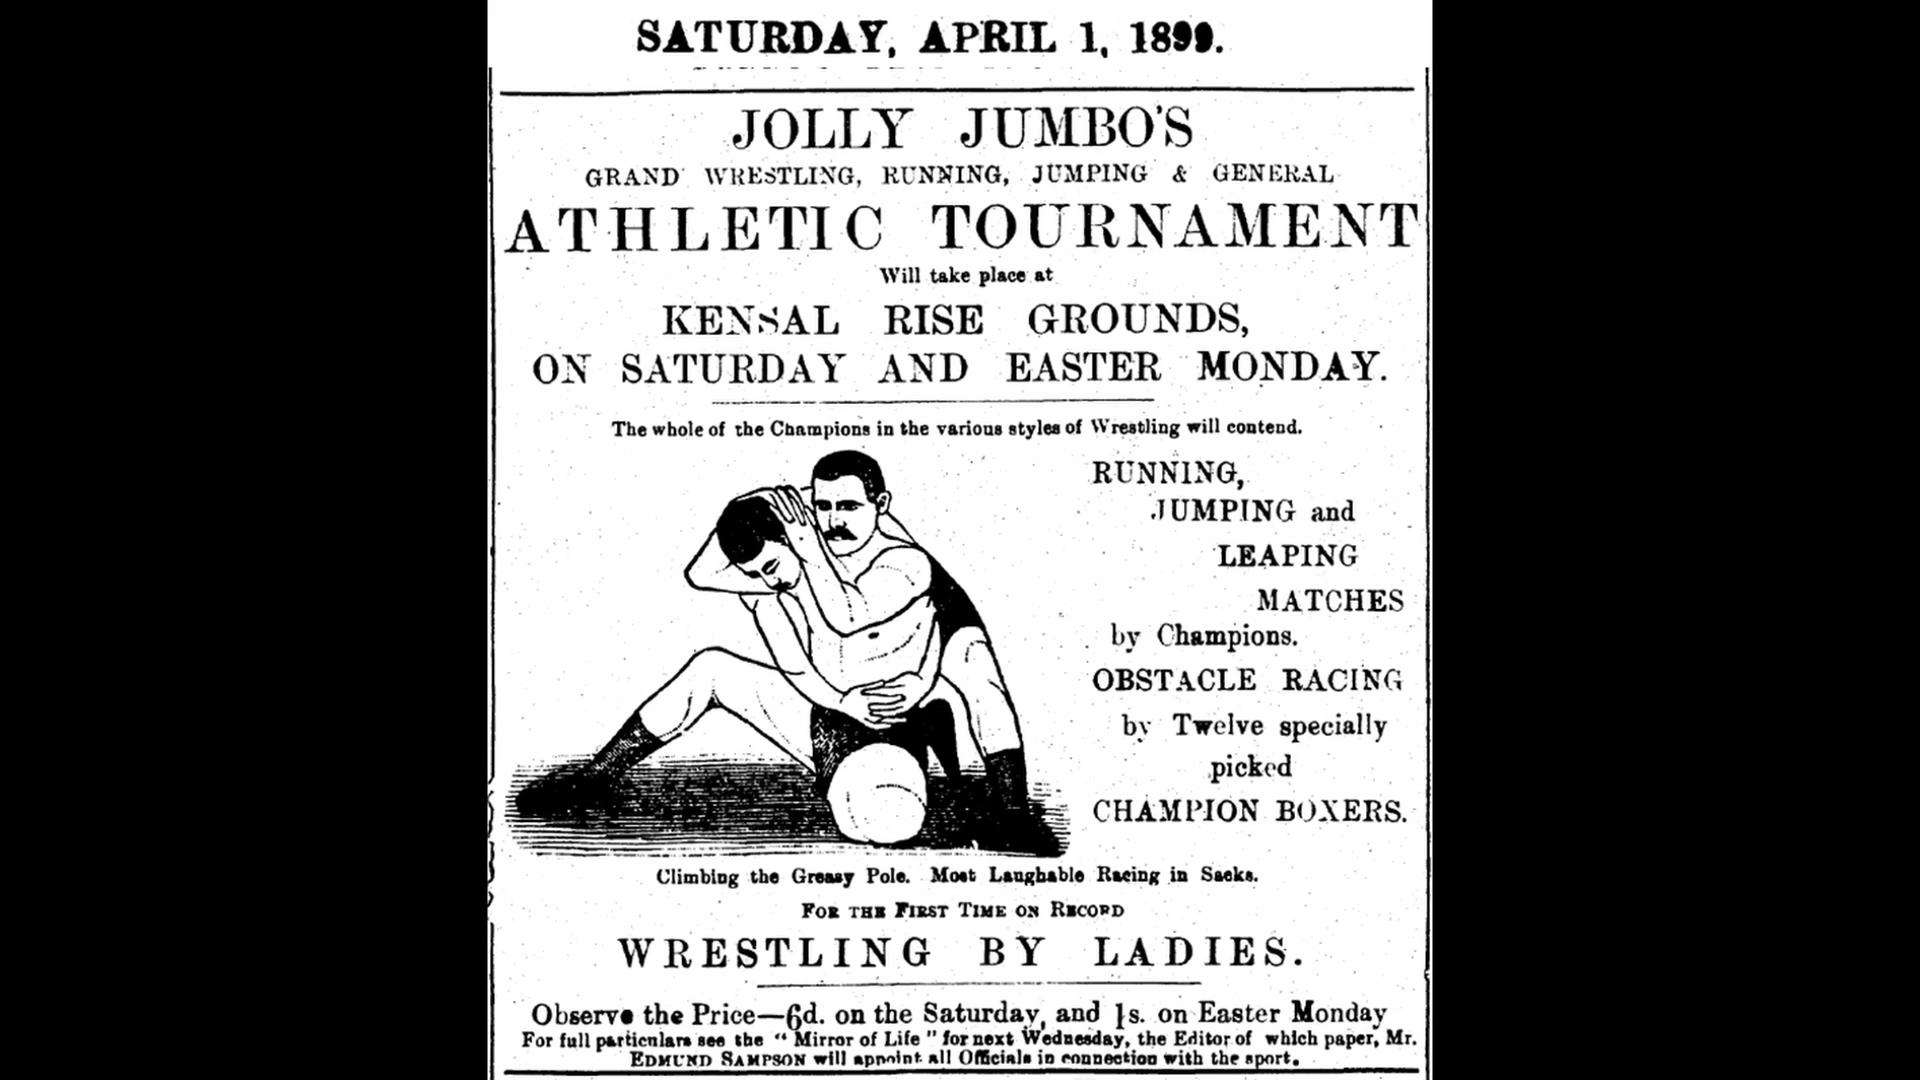 SATURDAY, APRIL 1, 1899.
JOLLY JUMBO'S
GRAND WRESTLING, RUNNING, JUMPING & GENERAL
ATHLETIC TOURNAMENT
Will take place at
KENSAL RISE GROUNDS,
ON SATURDAY AND EASTER MONDAY.
The whole of the Champions in the various styles of Wrestling will contend.
RUNNING,
JUMPING and
LEAPING
MATCHES
by Champions.
OBSTACLE RACING
by Twelve specially
picked
CHAMPION BOXERS.
Climbing the Greasy Pole. Most Laughable Racing in Sacks.
FOR THE FIRST TIME ON RECORD
WRESTLING BY LADIES.
Observe the Price—6d. on the Saturday, and 1s. on Easter Monday
For full particulars see the "Mirror of Life" for next Wednesday, the Editor of which paper, Mr.
EDMUND SAMPSON will appoint all Officials in connection with the sport.